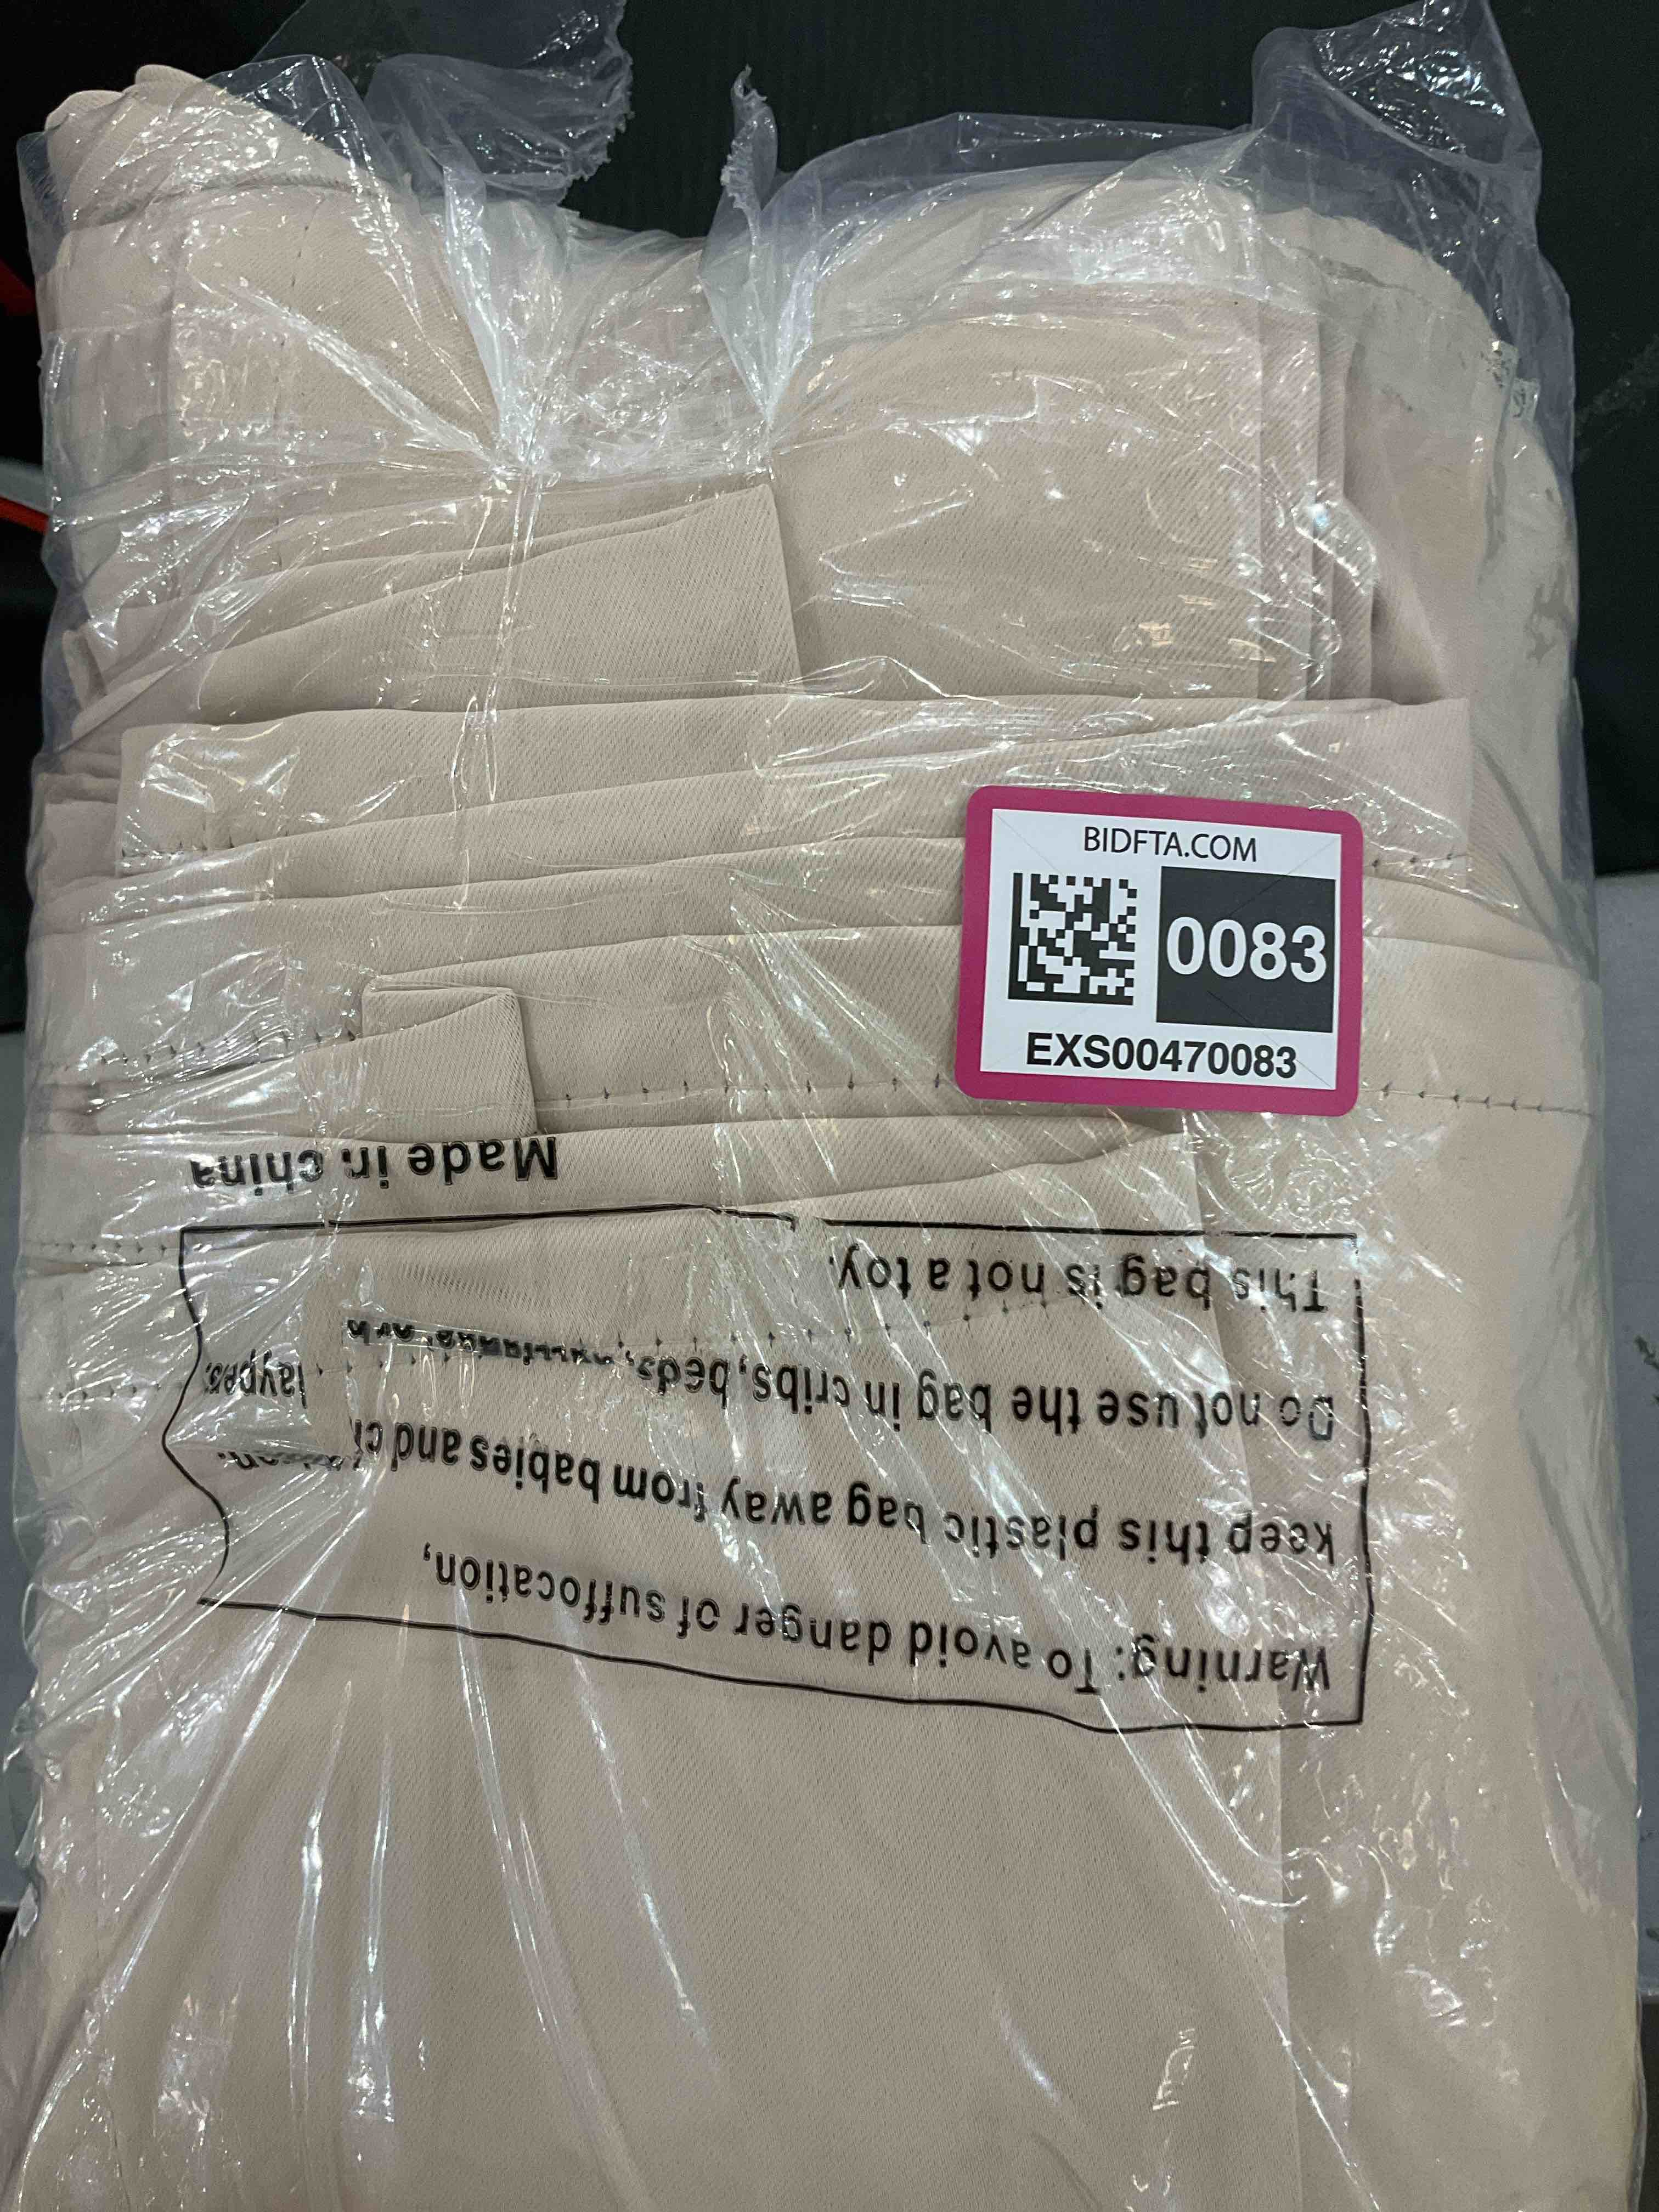 BIDFTA.COM
0083
EXS00470083
Warning: To avoid danger of suffocation,
keep this plastic bag away from babies and
Do not use the bag in cribs, beds,
This bag is not a toy.
Made in china